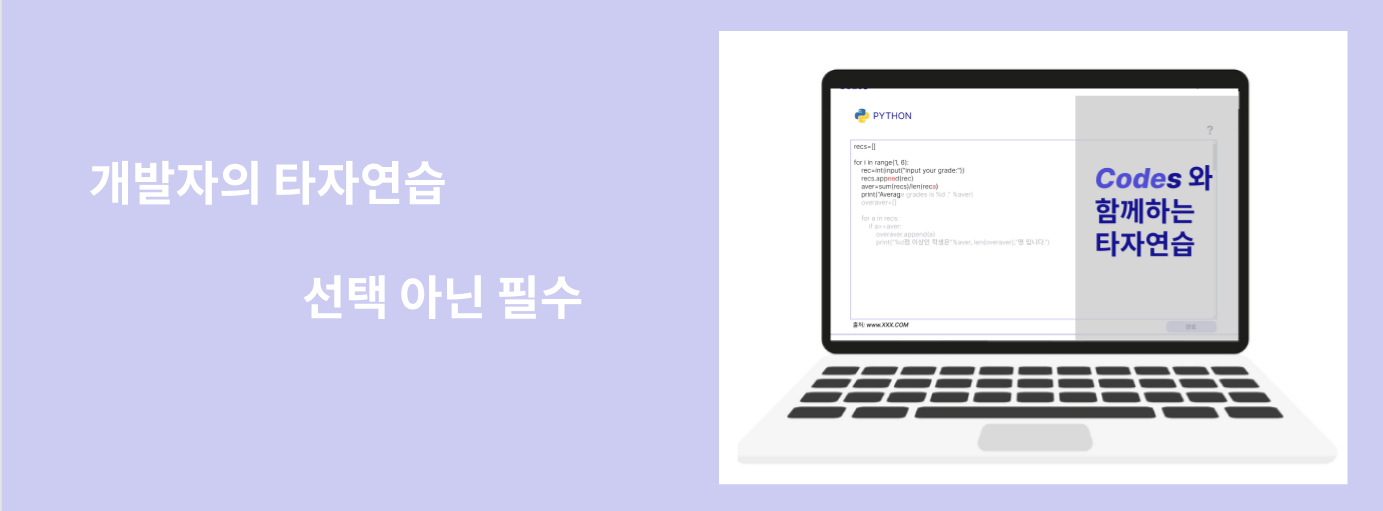 개발자의 타자연습
선택 아닌 필수
PYTHON
?
recs=[]
for i in range(1, 6):
rec=int(input("input your grade:"))
recs.appned(rec)
aver=sum(recs)/len(recs)
print("Average grades is %d ." %aver)
overaver=[]
for a in recs:
if a>=aver:
overaver.append(a)
print("%d점 이상인 학생은"%aver, len(overaver),"명 입니다.")
Codes 와
함께하는
타자연습
출처: www.XXX.COM